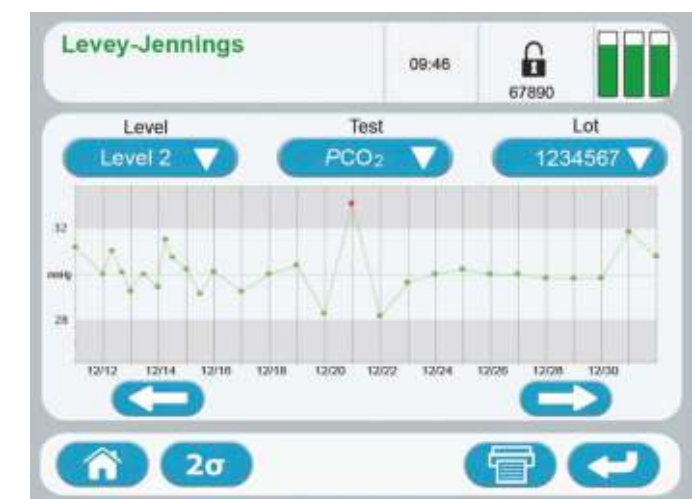 Levey-Jennings
09:46
67890
Level Test Lot
Level 2 PCO₂ 1234567
32
mmHg
28
12/12 12/14 12/16 12/18 12/20 12/22 12/24 12/26 12/28 12/30
2σ